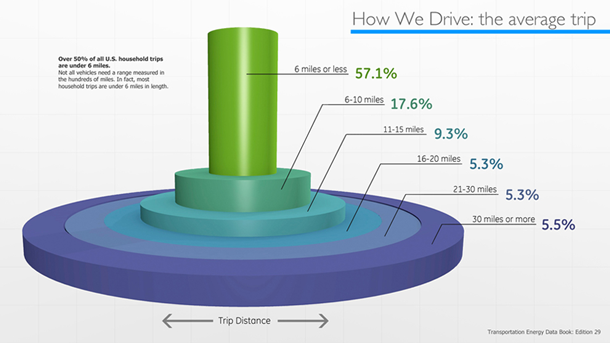 How We Drive: the average trip
Over 50% of all U.S. household trips
are under 6 miles.
Not all vehicles need a range measured in
the hundreds of miles. In fact, most
household trips are under 6 miles in length.
6 miles or less 57.1%
6-10 miles 17.6%
11-15 miles 9.3%
16-20 miles 5.3%
21-30 miles 5.3%
30 miles or more 5.5%
Trip Distance
Transportation Energy Data Book: Edition 29